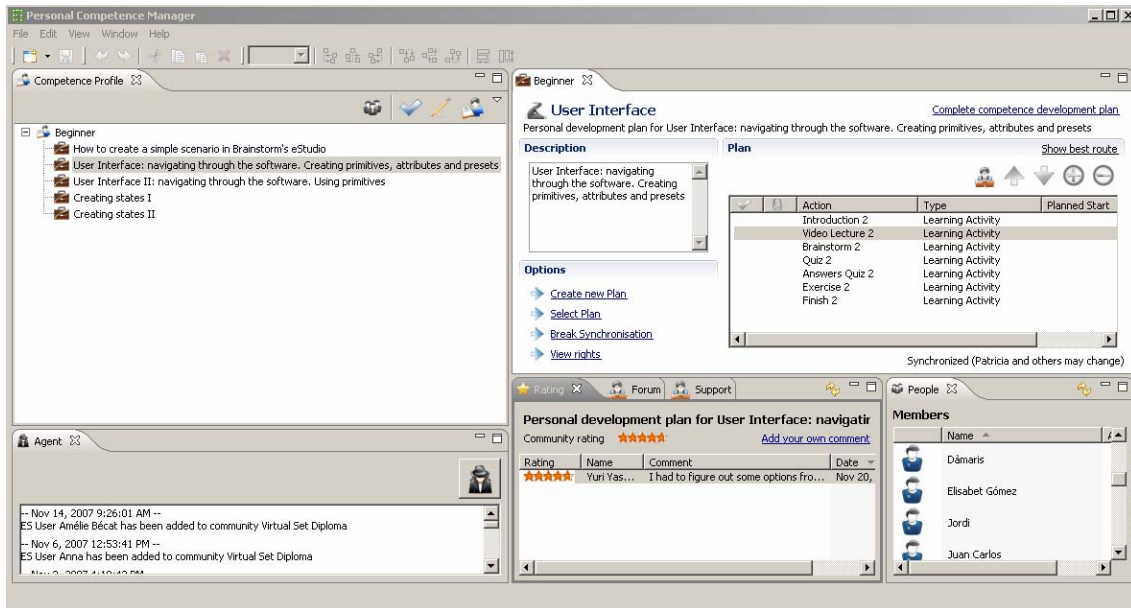 Personal Competence Manager
File Edit View Window Help
Competence Profile
Beginner
How to create a simple scenario in Brainstorm's eStudio
User Interface: navigating through the software. Creating primitives, attributes and presets
User Interface II: navigating through the software. Using primitives
Creating states I
Creating states II
Agent
-- Nov 14, 2007 9:26:01 AM --
ES User Amélie Bécat has been added to community Virtual Set Diploma
-- Nov 6, 2007 12:53:41 PM --
ES User Anna has been added to community Virtual Set Diploma
Beginner
User Interface
Complete competence development plan
Personal development plan for User Interface: navigating through the software. Creating primitives, attributes and presets
Description
User Interface: navigating
through the software. Creating
primitives, attributes and presets
Options
Create new Plan
Select Plan
Break Synchronisation
View rights
Plan
Show best route
Action Type Planned Start
Introduction 2 Learning Activity
Video Lecture 2 Learning Activity
Brainstorm 2 Learning Activity
Quiz 2 Learning Activity
Answers Quiz 2 Learning Activity
Exercise 2 Learning Activity
Finish 2 Learning Activity
Synchronized (Patricia and others may change)
Rating Forum Support
Personal development plan for User Interface: navigatir
Community rating Add your own comment
Rating Name Comment Date
Yuri Yas... I had to figure out some options fro... Nov 20,
People
Members
Name
Dàmaris
Elisabet Gómez
Jordi
Juan Carlos